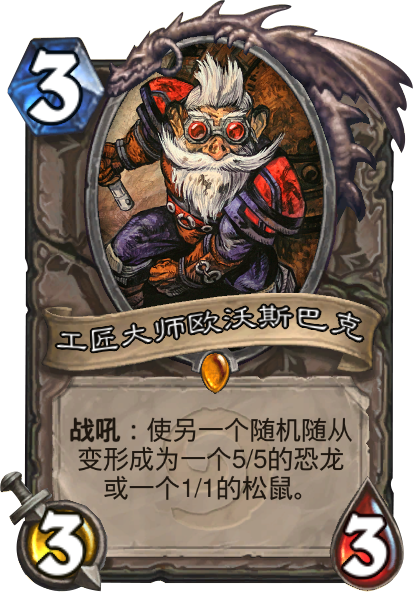 3
工匠大师欧沃斯巴克
战吼：使另一个随机随从
变形成为一个5/5的恐龙
或一个1/1的松鼠。
3
3